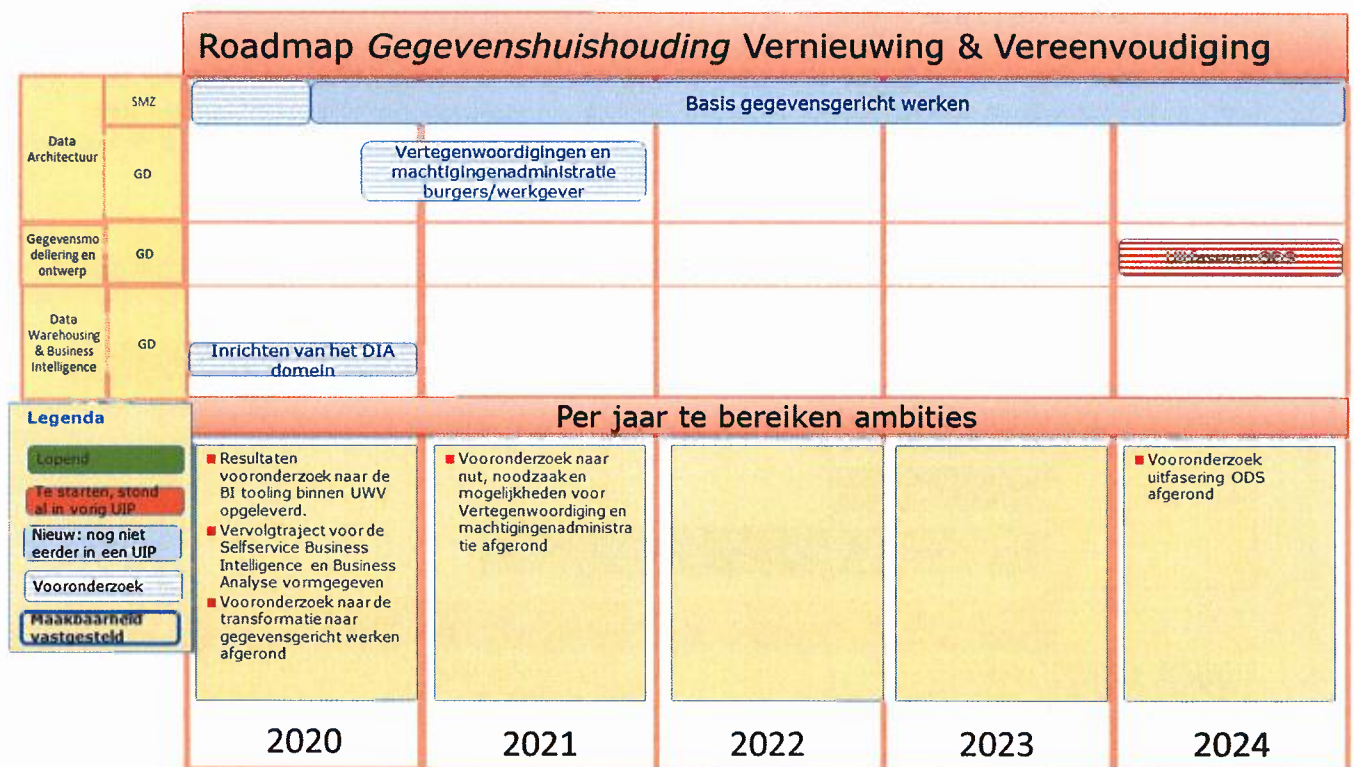 Roadmap Gegevenshuishouding Vernieuwing & Vereenvoudiging
Data
Architectuur
SMZ
Basis gegevensgericht werken
GD
Vertegenwoordigingen en
machtigingenadministratie
burgers/werkgever
Gegevensmo
dellering en
ontwerp
GD
Uitfaseren ODS
Data
Warehousing
& Business
Intelligence
GD
Inrichten van het DIA
domein
Legenda
Lopend
Te starten, stond
al in vorig UIP
Nieuw: nog niet
eerder in een UIP
Vooronderzoek
Maakbaarheid
vastgesteld
Per jaar te bereiken ambities
Resultaten
vooronderzoek naar de
BI tooling binnen UWV
opgeleverd.
Vervolgtraject voor de
Selfservice Business
Intelligence en Business
Analyse vormgegeven
Vooronderzoek naar de
transformatie naar
gegevensgericht werken
afgerond
Vooronderzoek naar
nut, noodzaak en
mogelijkheden voor
Vertegenwoordiging en
machtigingenadministra
tie afgerond
Vooronderzoek
uitfasering ODS
afgerond
2020
2021
2022
2023
2024